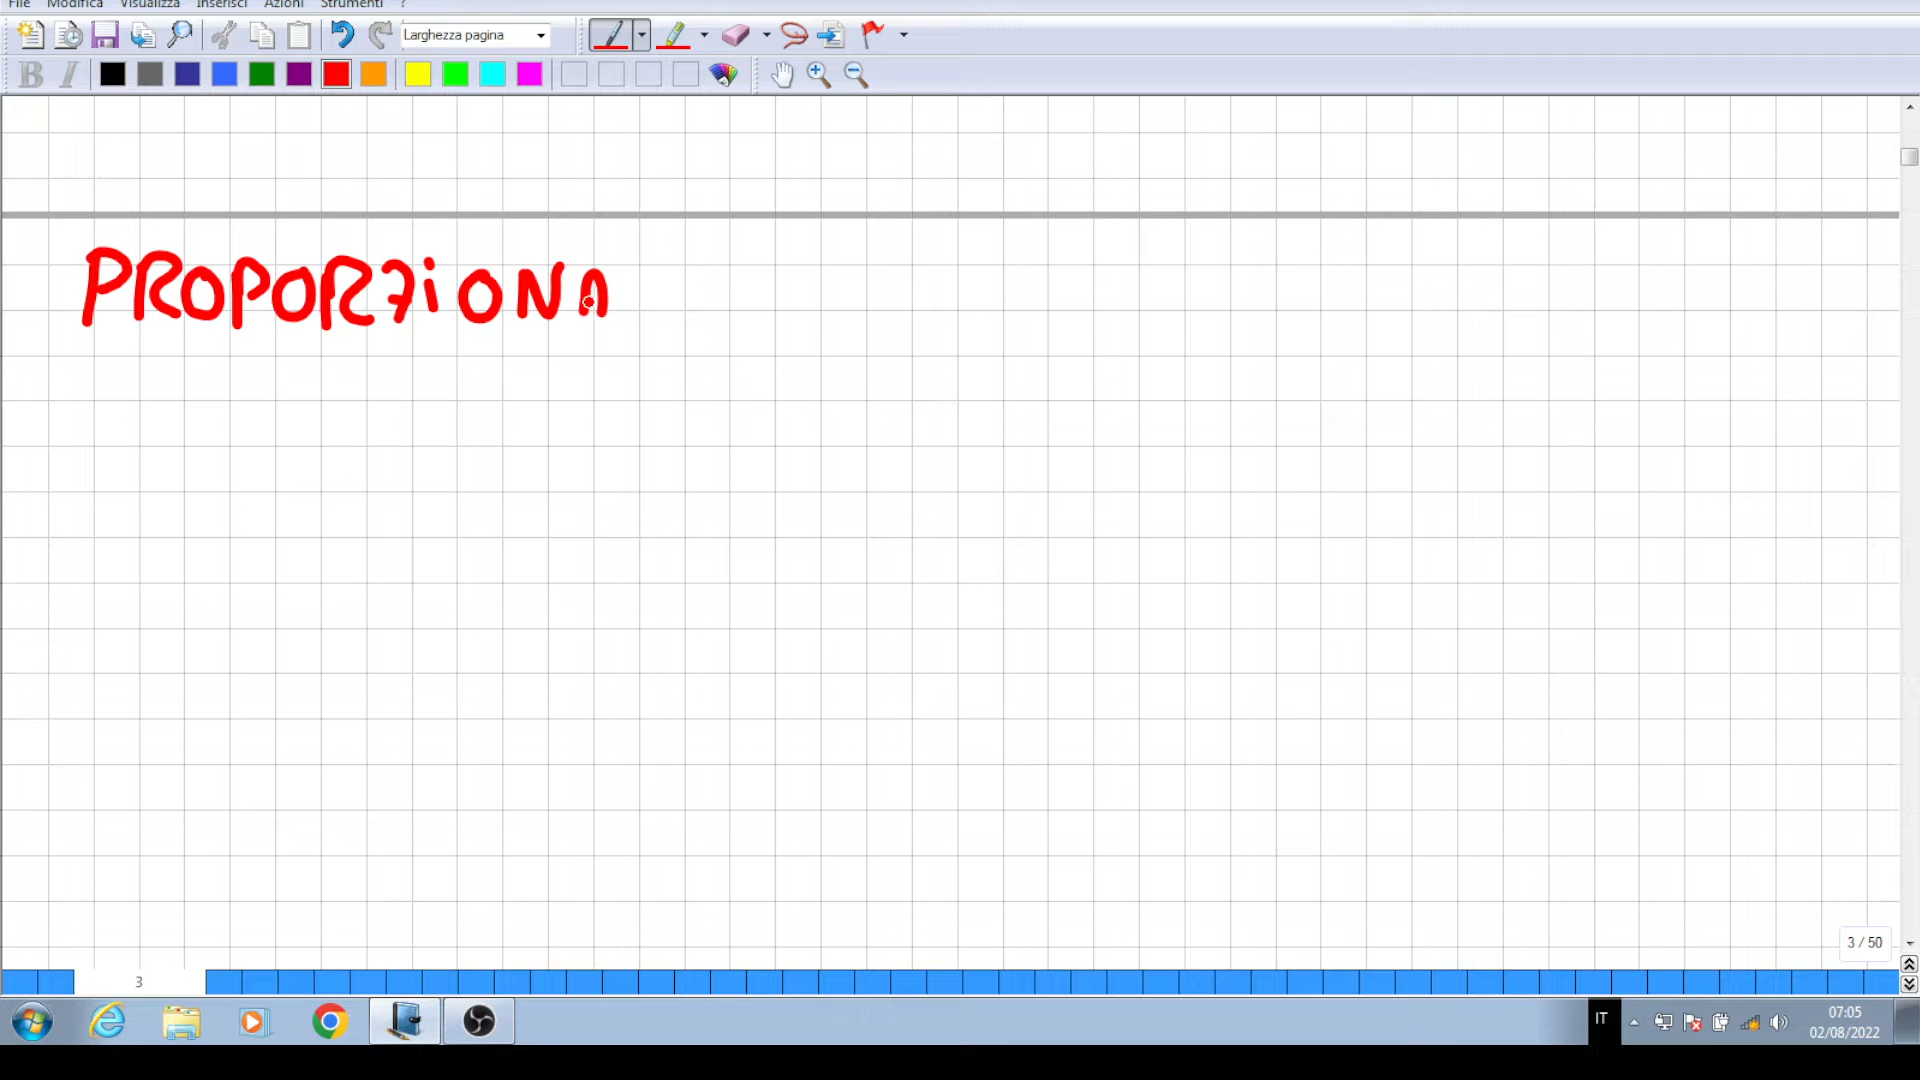 File Modifica Visualizza Inserisci Azioni Strumenti ?
Larghezza pagina
B I
PROPORZIONA
3 / 50
3
IT
07:05
02/08/2022